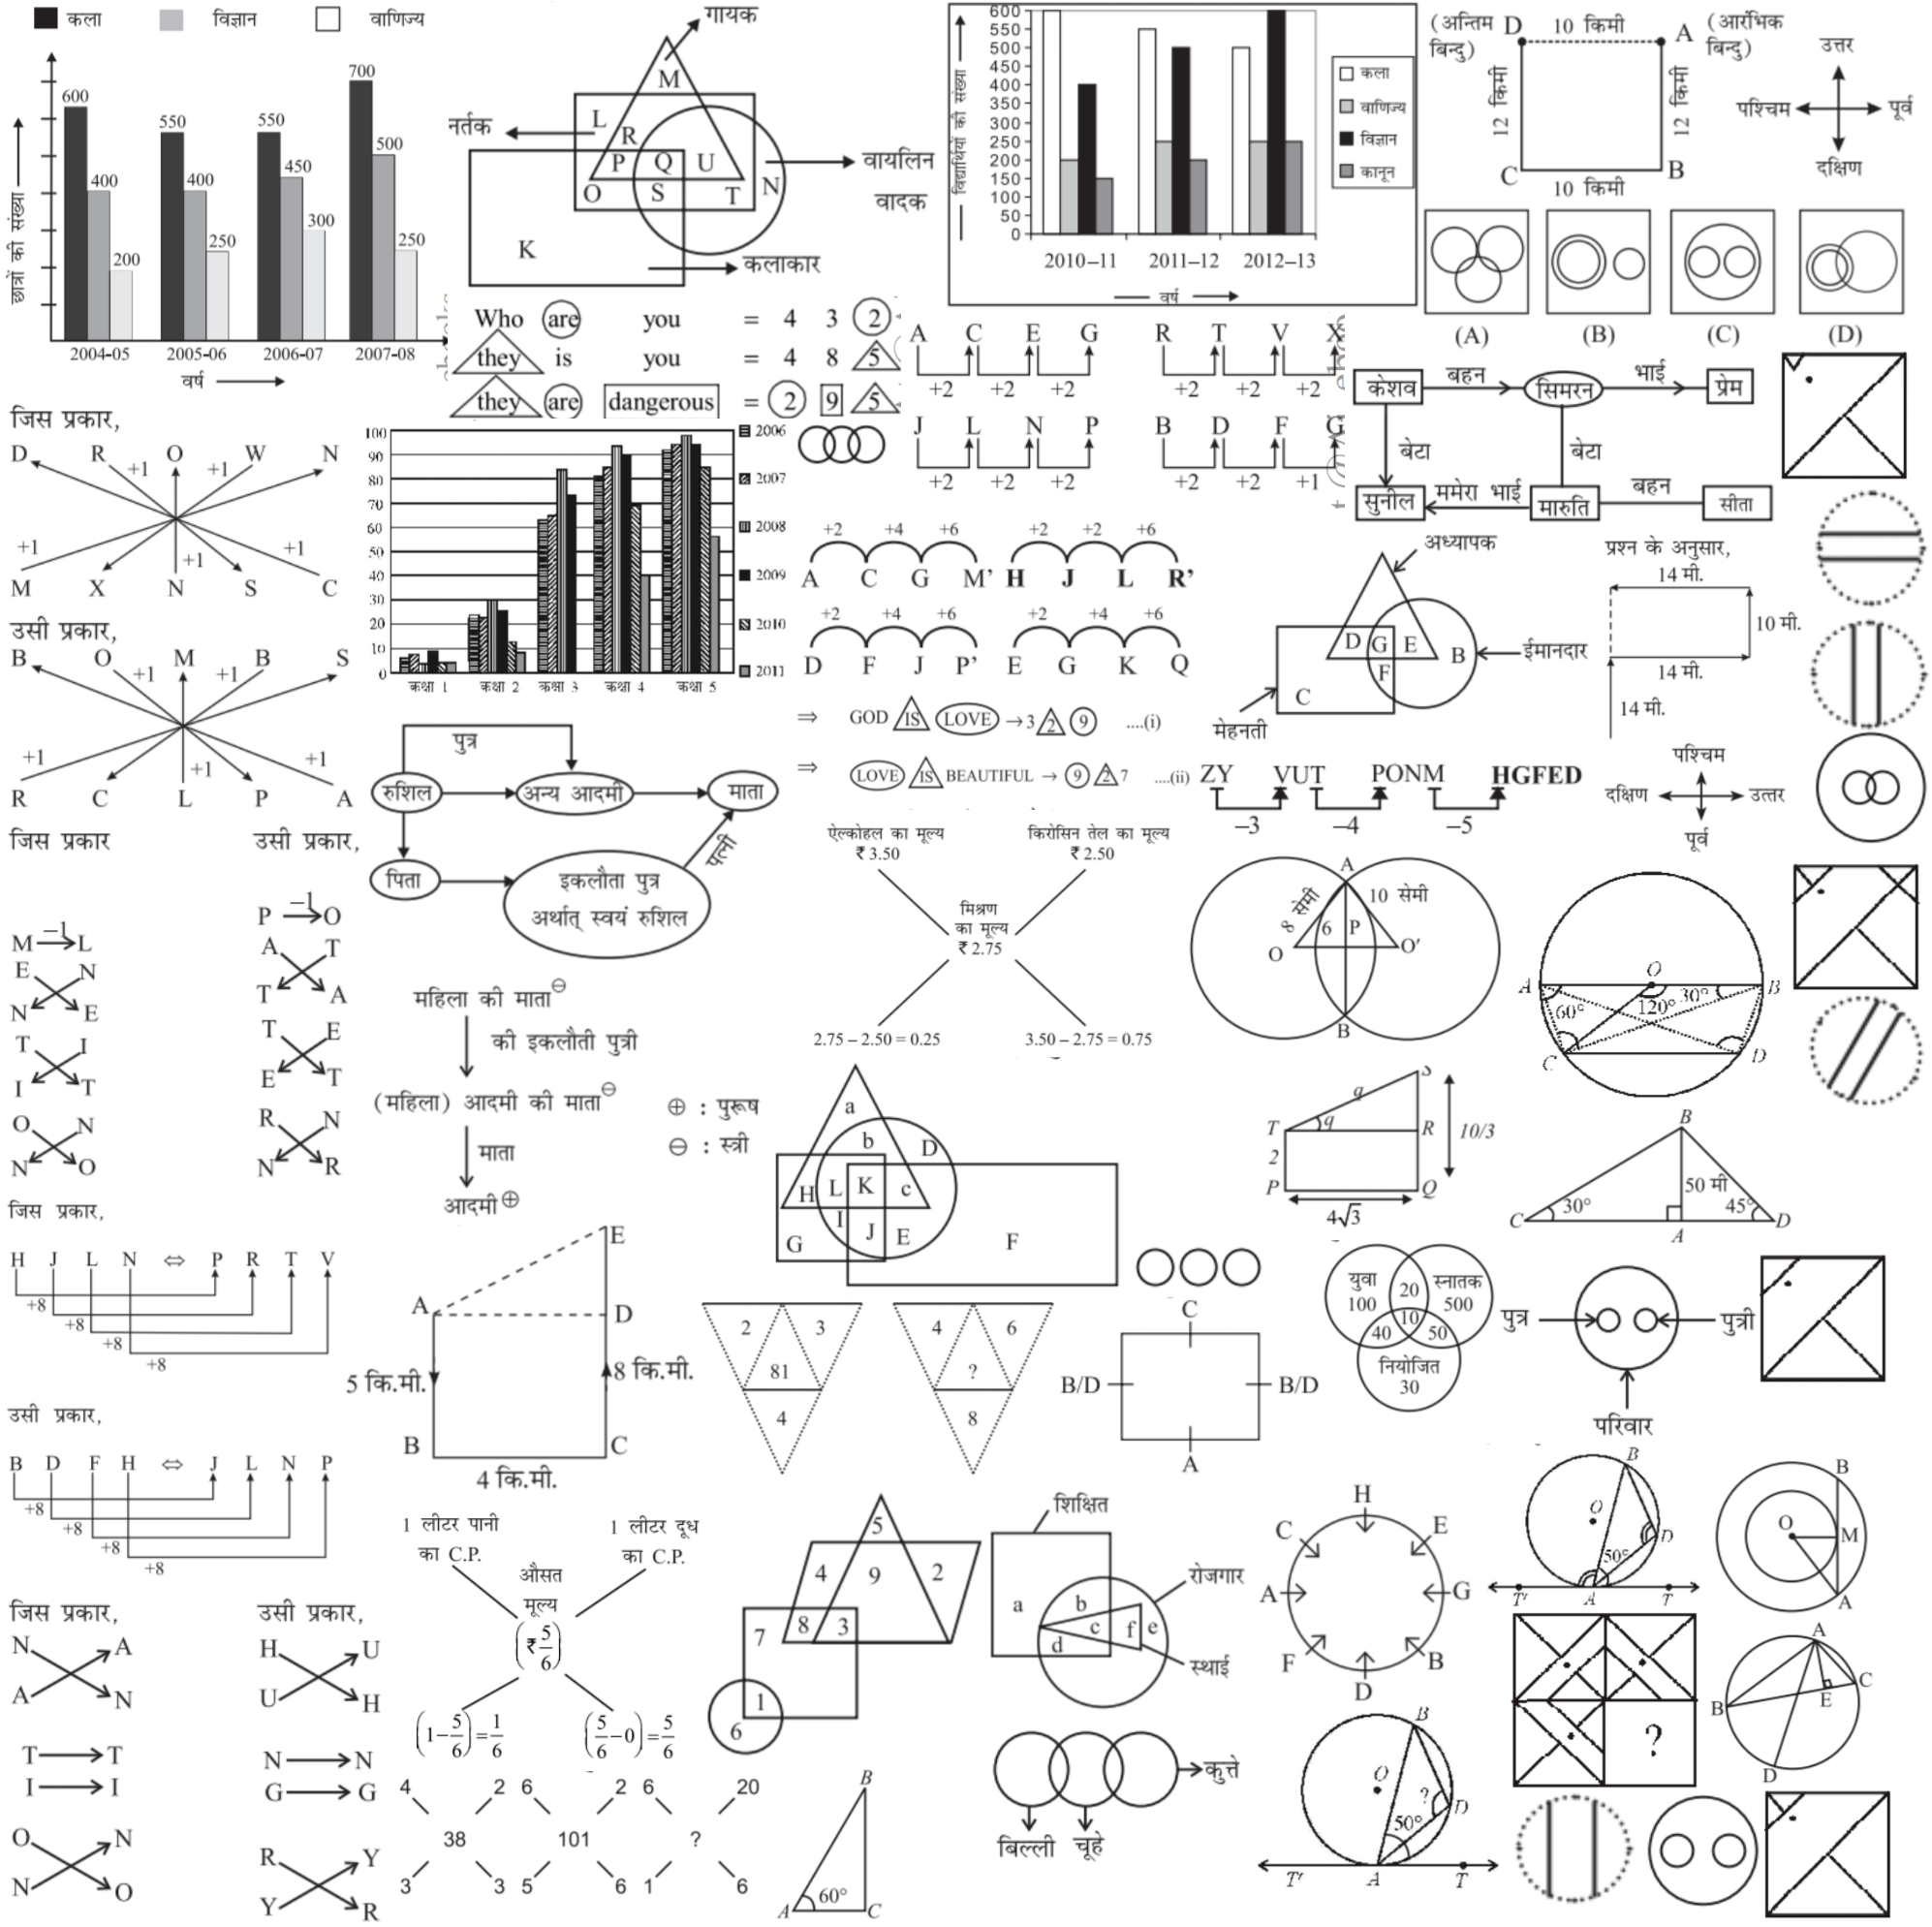 कला विज्ञान वाणिज्य
छात्रों की संख्या
600 400 200
550 400 250
550 450 300
700 500 250
2004-05 2005-06 2006-07 2007-08
वर्ष
गायक
M
L
नर्तक
R
P Q U
वायलिन
वादक
O S T N
K
कलाकार
विद्यार्थियों की संख्या
600
550
500
450
400
350
300
250
200
150
100
50
0
कला
वाणिज्य
विज्ञान
कानून
2010–11 2011–12 2012–13
वर्ष
(अन्तिम बिन्दु) D 10 किमी A (आरंभिक बिन्दु)
12 किमी 12 किमी
C 10 किमी B
उत्तर
पश्चिम पूर्व
दक्षिण
(A) (B) (C) (D)
Who are you = 4 3 2
they is you = 4 8 5
they are dangerous = 2 9 5
A C E G R T V X
+2 +2 +2 +2 +2 +1
J L N P B D F G
+2 +2 +2 +2 +2 +1
केशव बहन सिमरन भाई प्रेम
बेटा बेटा
सुनील ममेरा भाई मारुति बहन सीता
जिस प्रकार,
D R O W N
+1 +1
+1 +1 +1
M X N S C
उसी प्रकार,
B O M B S
+1 +1
+1 +1 +1
R C L P A
100
90
80
70
60
50
40
30
20
10
0
2006
2007
2008
2009
2010
2011
कक्षा 1 कक्षा 2 कक्षा 3 कक्षा 4 कक्षा 5
+2 +4 +6 +2 +2 +6
A C G M’ H J L R’
+2 +4 +6 +2 +4 +6
D F J P’ E G K Q
⇒ GOD IS LOVE → 3 2 9 ....(i)
⇒ LOVE IS BEAUTIFUL → 9 2 7 ....(ii)
अध्यापक
D G E B
F
C
ईमानदार
मेहनती
प्रश्न के अनुसार,
14 मी.
10 मी.
14 मी.
14 मी.
पश्चिम
दक्षिण उत्तर
पूर्व
ZY VUT PONM HGFED
–3 –4 –5
पुत्र
रुशिल अन्य आदमी माता
पत्नी
पिता
इकलौता पुत्र
अर्थात् स्वयं रुशिल
जिस प्रकार उसी प्रकार,
M –1 L
E N
N E
T I
I T
O N
N O
P –1 O
A T
T A
T E
E T
R N
N R
महिला की माता⊖
की इकलौती पुत्री
(महिला) आदमी की माता⊖
माता
आदमी⊕
⊕ : पुरूष
⊖ : स्त्री
ऐल्कोहल का मूल्य
₹ 3.50
किरोसिन तेल का मूल्य
₹ 2.50
मिश्रण
का मूल्य
₹ 2.75
2.75 – 2.50 = 0.25 3.50 – 2.75 = 0.75
A
8 सेमी 10 सेमी
6 P
O O'
B
O
A B
60° 120° 30°
C D
a
b D
H L K c
I J E
G F
S
q
T q R 10/3
2
P Q
4√3
B
50 मी
30° 45°
C A D
जिस प्रकार,
H J L N ⇔ P R T V
+8
+8
+8
+8
उसी प्रकार,
B D F H ⇔ J L N P
+8
+8
+8
+8
E
A D
5 कि.मी. 8 कि.मी.
B C
4 कि.मी.
2 3
81
4
4 6
?
8
C
B/D B/D
A
युवा
100
20
स्नातक
500
10
40 50
नियोजित
30
पुत्र पुत्री
परिवार
1 लीटर पानी
का C.P.
1 लीटर दूध
का C.P.
औसत
मूल्य
(₹ 5/6)
(1–5/6)=1/6 (5/6–0)=5/6
5
4 9 2
8 3
7
1
6
शिक्षित
रोजगार
a b c d e f
स्थाई
H
C E
A G
F B
D
B
O
D
50°
T' A T
B
O M
A
जिस प्रकार, उसी प्रकार,
N A
A N
T T
I I
O N
N O
H U
U H
N N
G G
R Y
Y R
4 2 6 2 6 20
38 101 ?
3 3 5 6 1 6
B
60°
A C
कुत्ते
बिल्ली चूहे
B
O
?
D
50°
T' A T
?
A
B E C
D